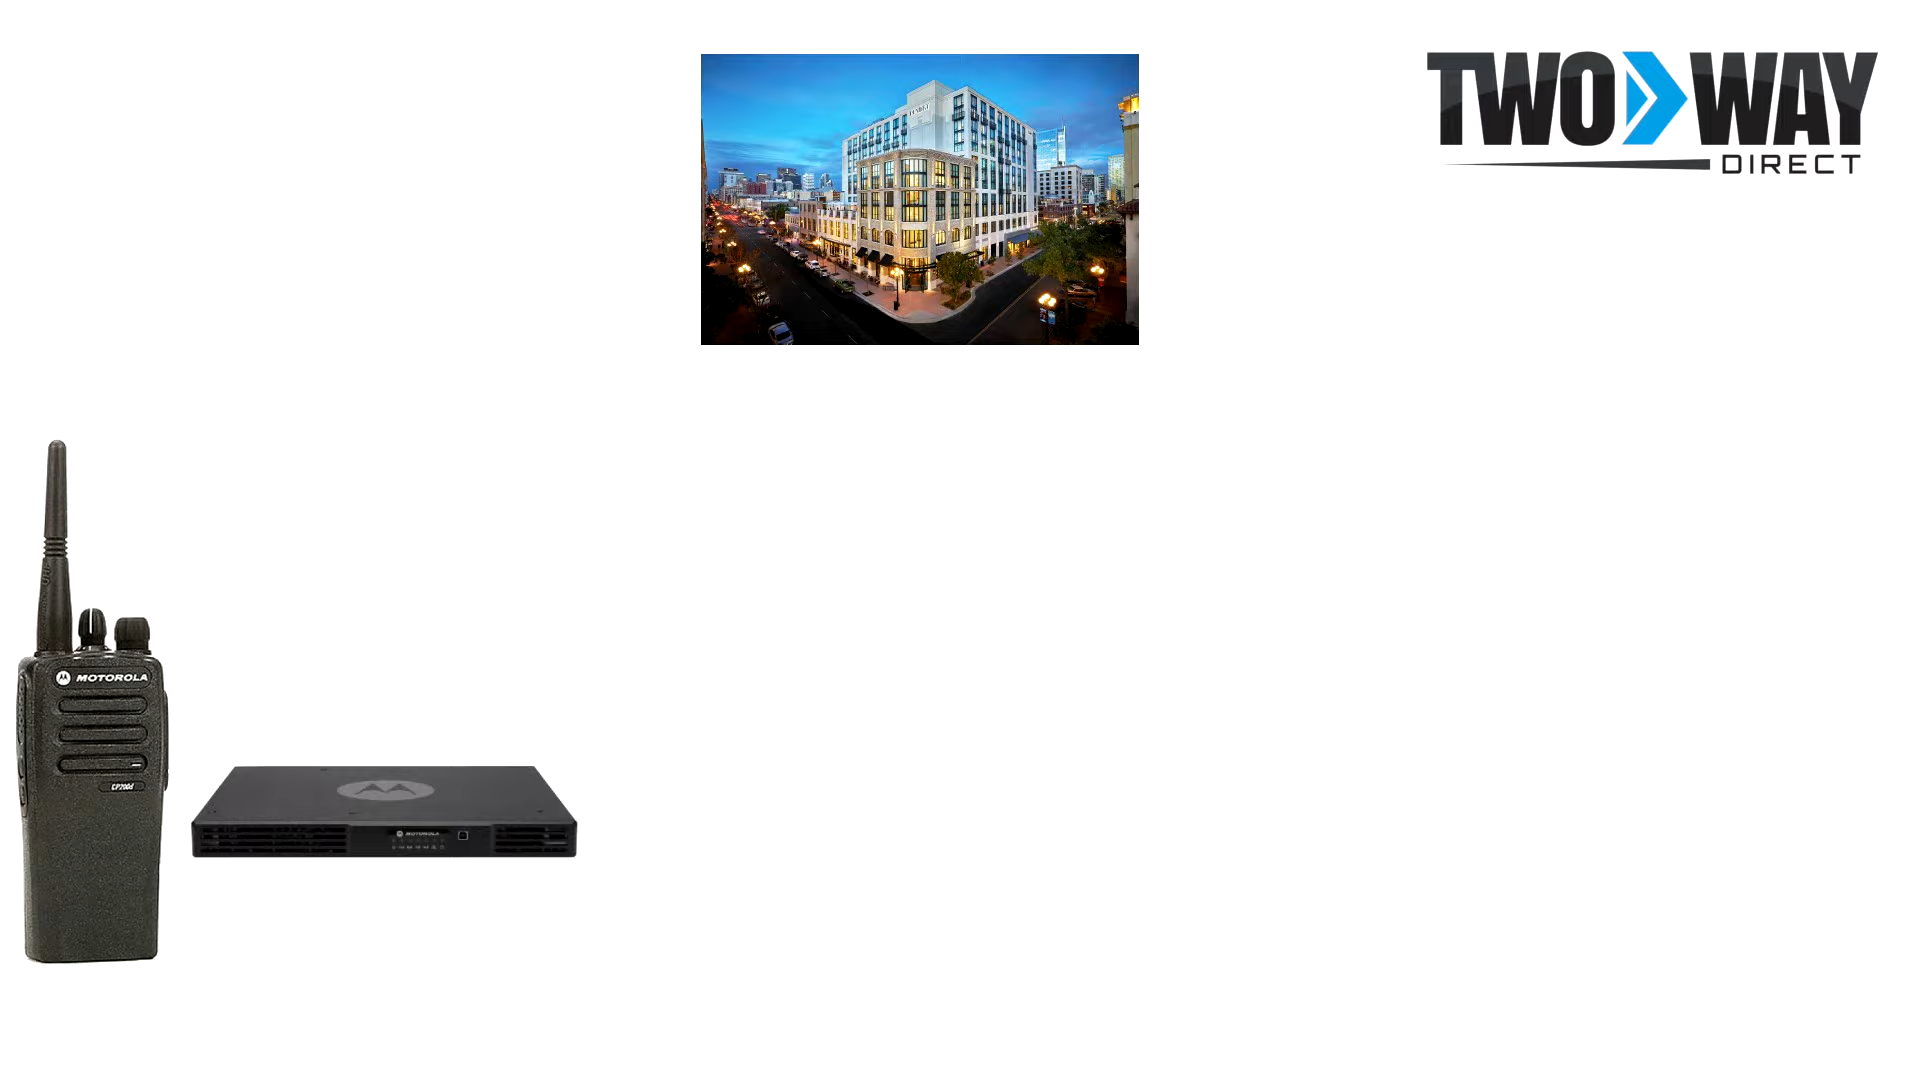 TWO WAY
DIRECT
MOTOROLA
CP200d
MOTOROLA